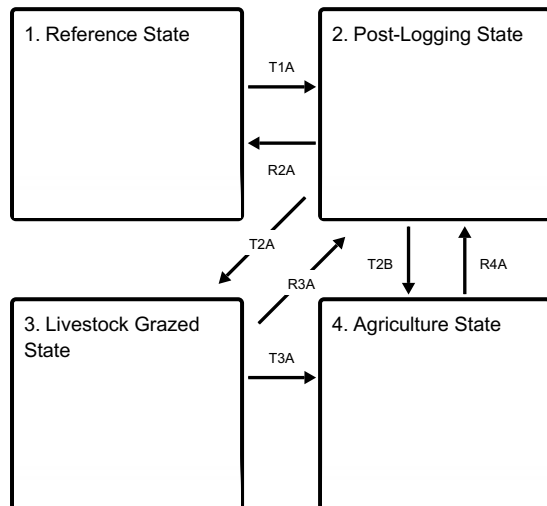 1. Reference State
2. Post-Logging State
T1A
R2A
T2A
R3A
T2B
R4A
3. Livestock Grazed
State
4. Agriculture State
T3A